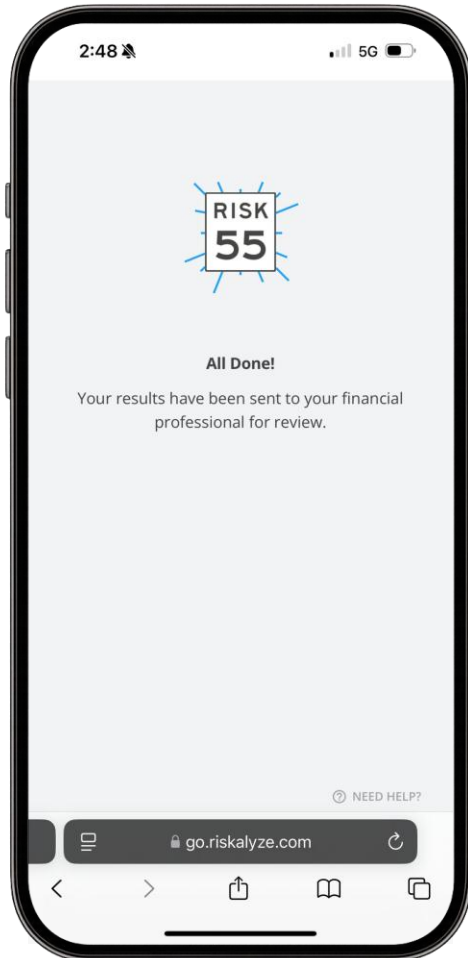 2:48
5G
RISK
55
All Done!
Your results have been sent to your financial
professional for review.
NEED HELP?
go.riskalyze.com